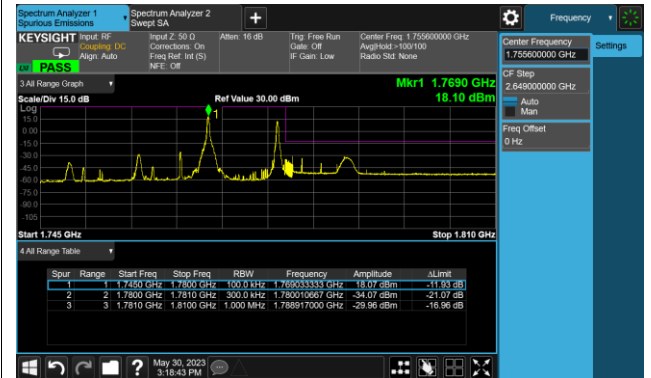 Spectrum Analyzer 1
Spurious Emissions
Spectrum Analyzer 2
Swept SA
Frequency
KEYSIGHT
Input: RF
Coupling: DC
Align: Auto
Input Z: 50 Ω
Corrections: On
Freq Ref: Int (S)
NFE: Off
Atten: 16 dB
Trig: Free Run
Gate: Off
IF Gain: Low
Center Freq: 1.755600000 GHz
Avg|Hold:>100/100
Radio Std: None
PASS
Center Frequency
1.755600000 GHz
Settings
CF Step
2.649000000 GHz
Auto
Man
Freq Offset
0 Hz
3 All Range Graph
Mkr1 1.7690 GHz
Scale/Div 15.0 dB
Ref Value 30.00 dBm
18.10 dBm
Log
1
15.0
0.00
-15.0
-30.0
-45.0
-60.0
-75.0
-90.0
-105
Start 1.745 GHz
Stop 1.810 GHz
4 All Range Table
Spur Range Start Freq Stop Freq RBW Frequency Amplitude ΔLimit
1 1 1.7450 GHz 1.7800 GHz 100.0 kHz 1.769033333 GHz 18.07 dBm -11.93 dB
2 2 1.7800 GHz 1.7810 GHz 300.0 kHz 1.780010667 GHz -34.07 dBm -21.07 dB
3 3 1.7810 GHz 1.8100 GHz 1.000 MHz 1.788917000 GHz -29.96 dBm -16.96 dB
?
May 30, 2023
3:18:43 PM